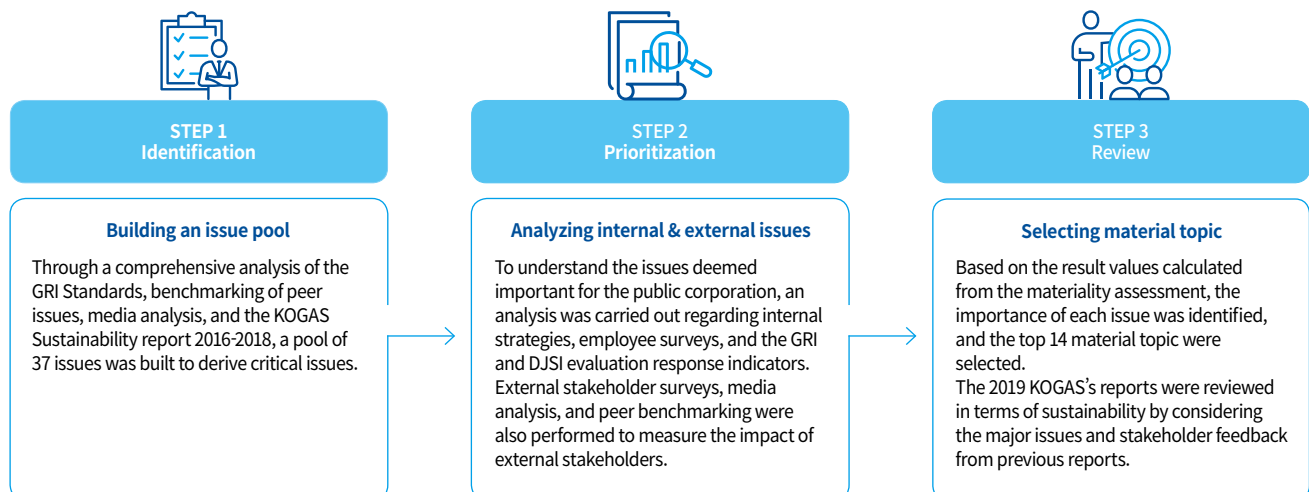 STEP 1
Identification
Building an issue pool
Through a comprehensive analysis of the
GRI Standards, benchmarking of peer
issues, media analysis, and the KOGAS
Sustainability report 2016-2018, a pool of
37 issues was built to derive critical issues.
STEP 2
Prioritization
Analyzing internal & external issues
To understand the issues deemed
important for the public corporation, an
analysis was carried out regarding internal
strategies, employee surveys, and the GRI
and DJSI evaluation response indicators.
External stakeholder surveys, media
analysis, and peer benchmarking were
also performed to measure the impact of
external stakeholders.
STEP 3
Review
Selecting material topic
Based on the result values calculated
from the materiality assessment, the
importance of each issue was identified,
and the top 14 material topic were
selected.
The 2019 KOGAS's reports were reviewed
in terms of sustainability by considering
the major issues and stakeholder feedback
from previous reports.